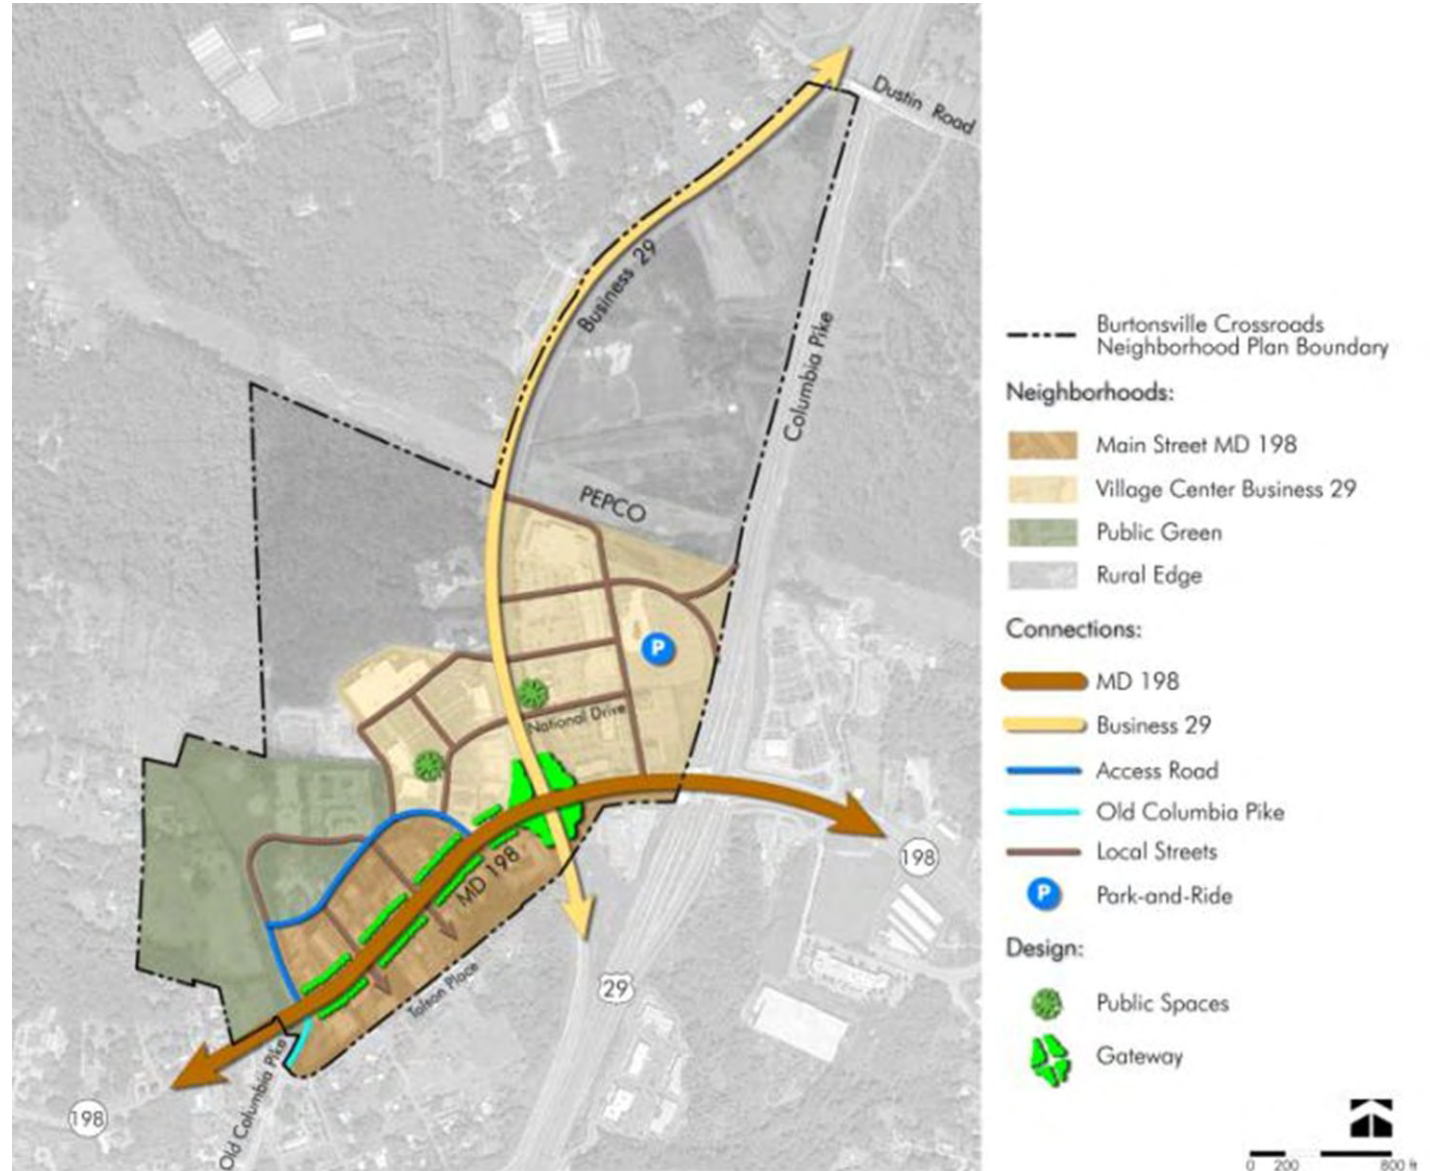 Dustin Road
Business 29
Columbia Pike
PEPCO
P
National Drive
MD 198
198
Tolson Place
29
Old Columbia Pike
198
Burtonsville Crossroads
Neighborhood Plan Boundary
Neighborhoods:
Main Street MD 198
Village Center Business 29
Public Green
Rural Edge
Connections:
MD 198
Business 29
Access Road
Old Columbia Pike
Local Streets
P
Park-and-Ride
Design:
Public Spaces
Gateway
0 200 800 ft